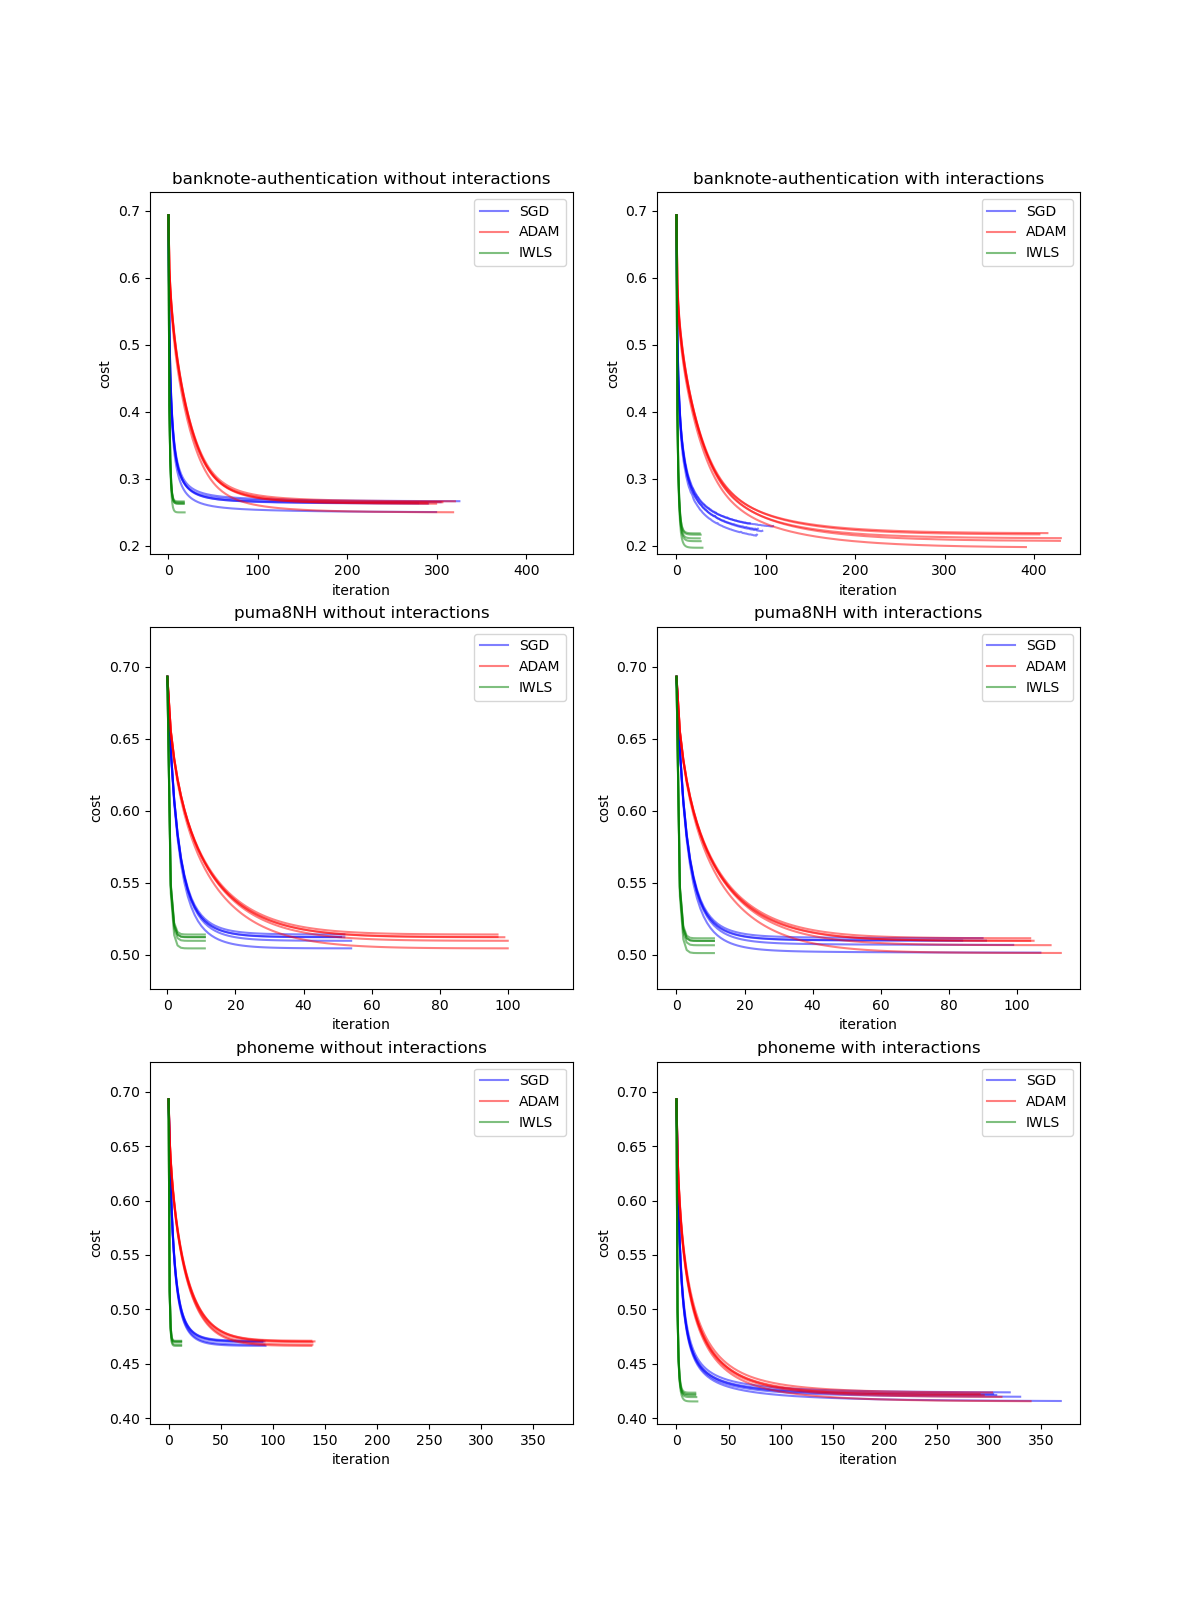 banknote-authentication without interactions
0.7
0.6
0.5
0.4
0.3
0.2
cost
0 100 200 300 400
iteration
SGD
ADAM
IWLS
banknote-authentication with interactions
0.7
0.6
0.5
0.4
0.3
0.2
cost
0 100 200 300 400
iteration
SGD
ADAM
IWLS
puma8NH without interactions
0.70
0.65
0.60
0.55
0.50
cost
0 20 40 60 80 100
iteration
SGD
ADAM
IWLS
puma8NH with interactions
0.70
0.65
0.60
0.55
0.50
cost
0 20 40 60 80 100
iteration
SGD
ADAM
IWLS
phoneme without interactions
0.70
0.65
0.60
0.55
0.50
0.45
0.40
cost
0 50 100 150 200 250 300 350
iteration
SGD
ADAM
IWLS
phoneme with interactions
0.70
0.65
0.60
0.55
0.50
0.45
0.40
cost
0 50 100 150 200 250 300 350
iteration
SGD
ADAM
IWLS